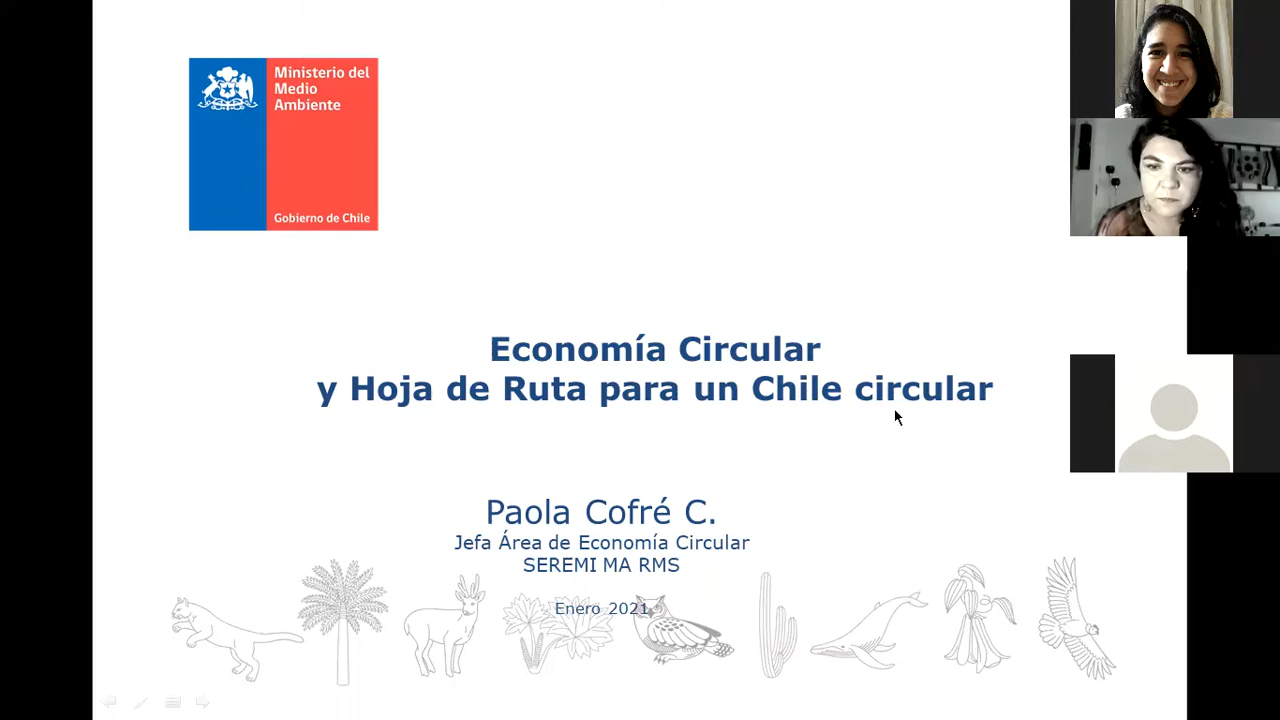 Ministerio del
Medio
Ambiente
Gobierno de Chile
Economía Circular
y Hoja de Ruta para un Chile circular
Paola Cofré C.
Jefa Área de Economía Circular
SEREMI MA RMS
Enero 2021